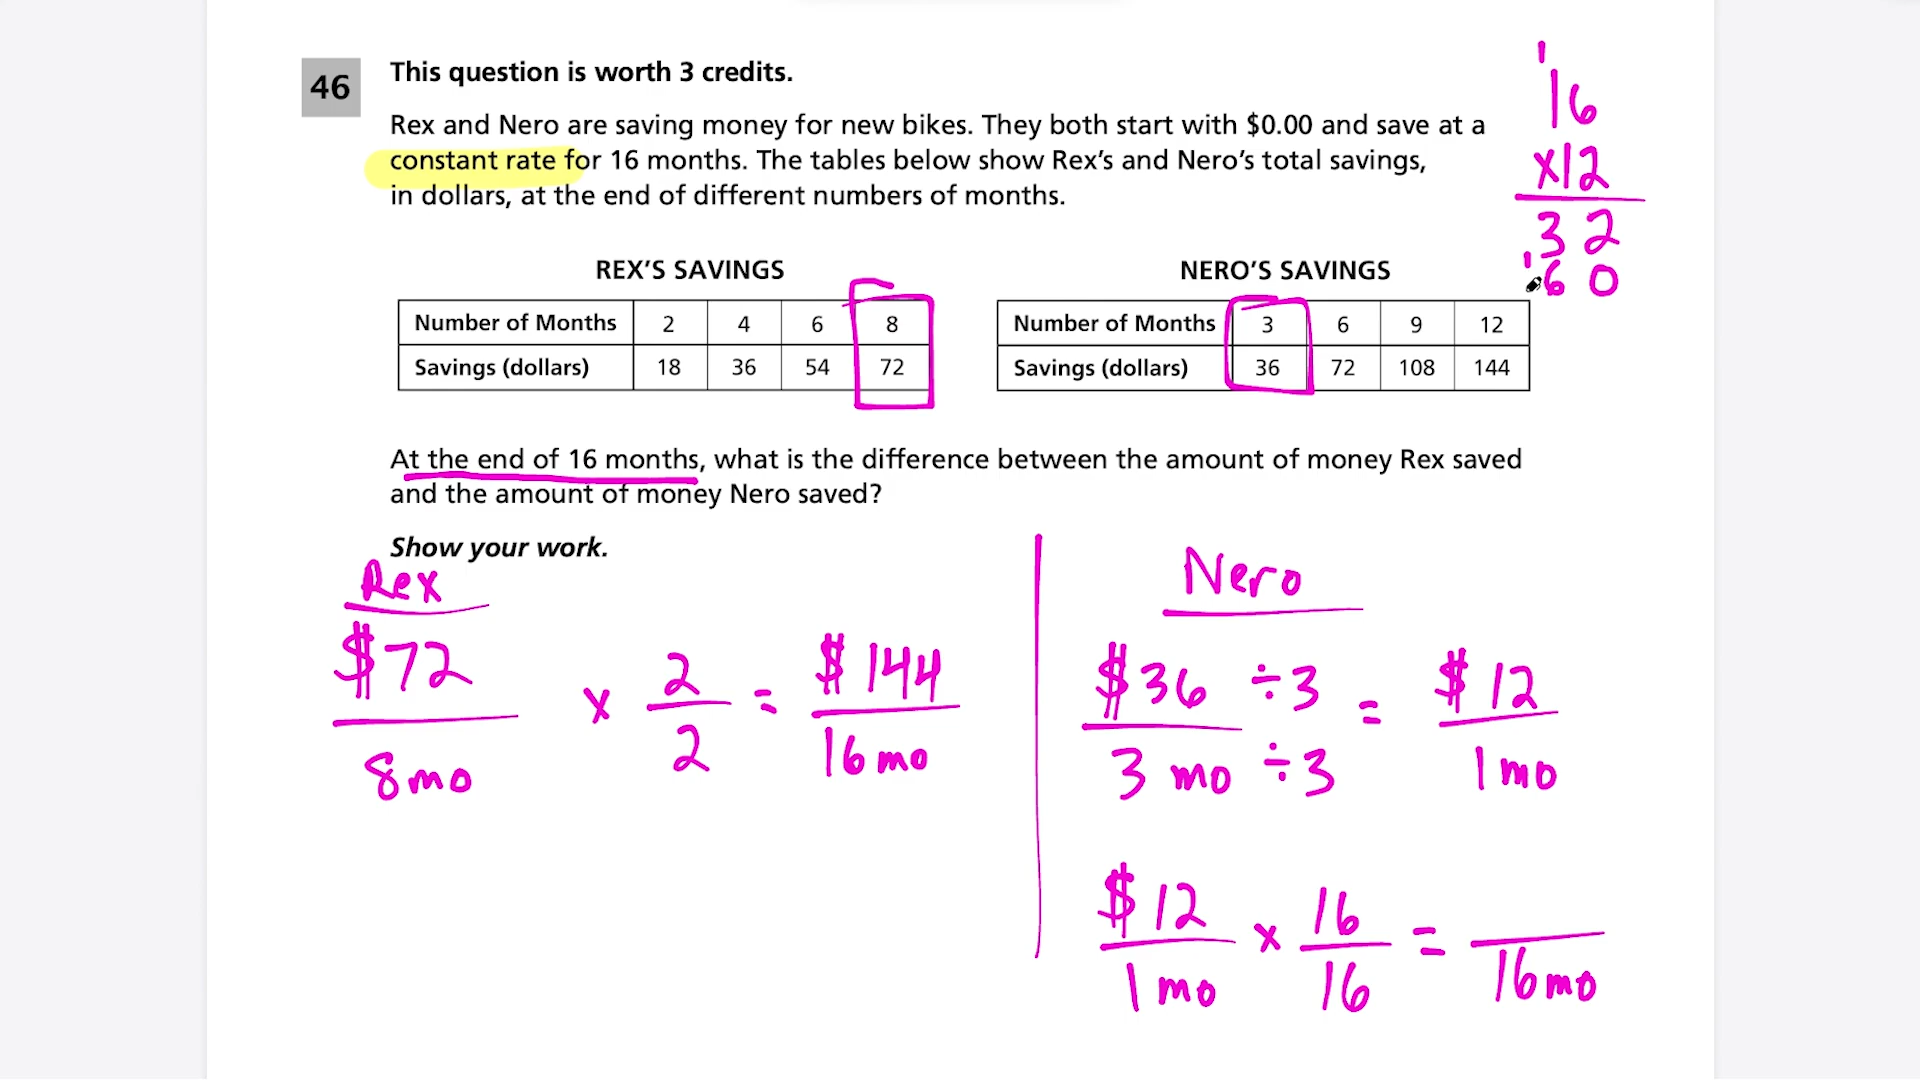 46
This question is worth 3 credits.
Rex and Nero are saving money for new bikes. They both start with $0.00 and save at a
constant rate for 16 months. The tables below show Rex's and Nero's total savings,
in dollars, at the end of different numbers of months.
1
16
x12
32
160
REX'S SAVINGS
Number of Months 2 4 6 8
Savings (dollars) 18 36 54 72
NERO'S SAVINGS
Number of Months 3 6 9 12
Savings (dollars) 36 72 108 144
At the end of 16 months, what is the difference between the amount of money Rex saved
and the amount of money Nero saved?
Show your work.
Rex
$72 x 2 = $144
8mo 2 16mo
Nero
$36 ÷3 = $12
3 mo ÷3 1mo
$12 x 16 =
1mo 16 16mo